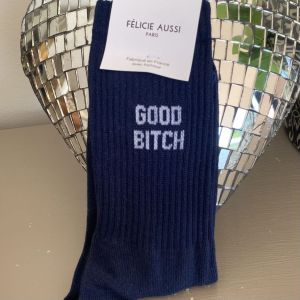 FÉLICIE AUSSI
PARIS
Fabriqué en France
GOOD
BITCH